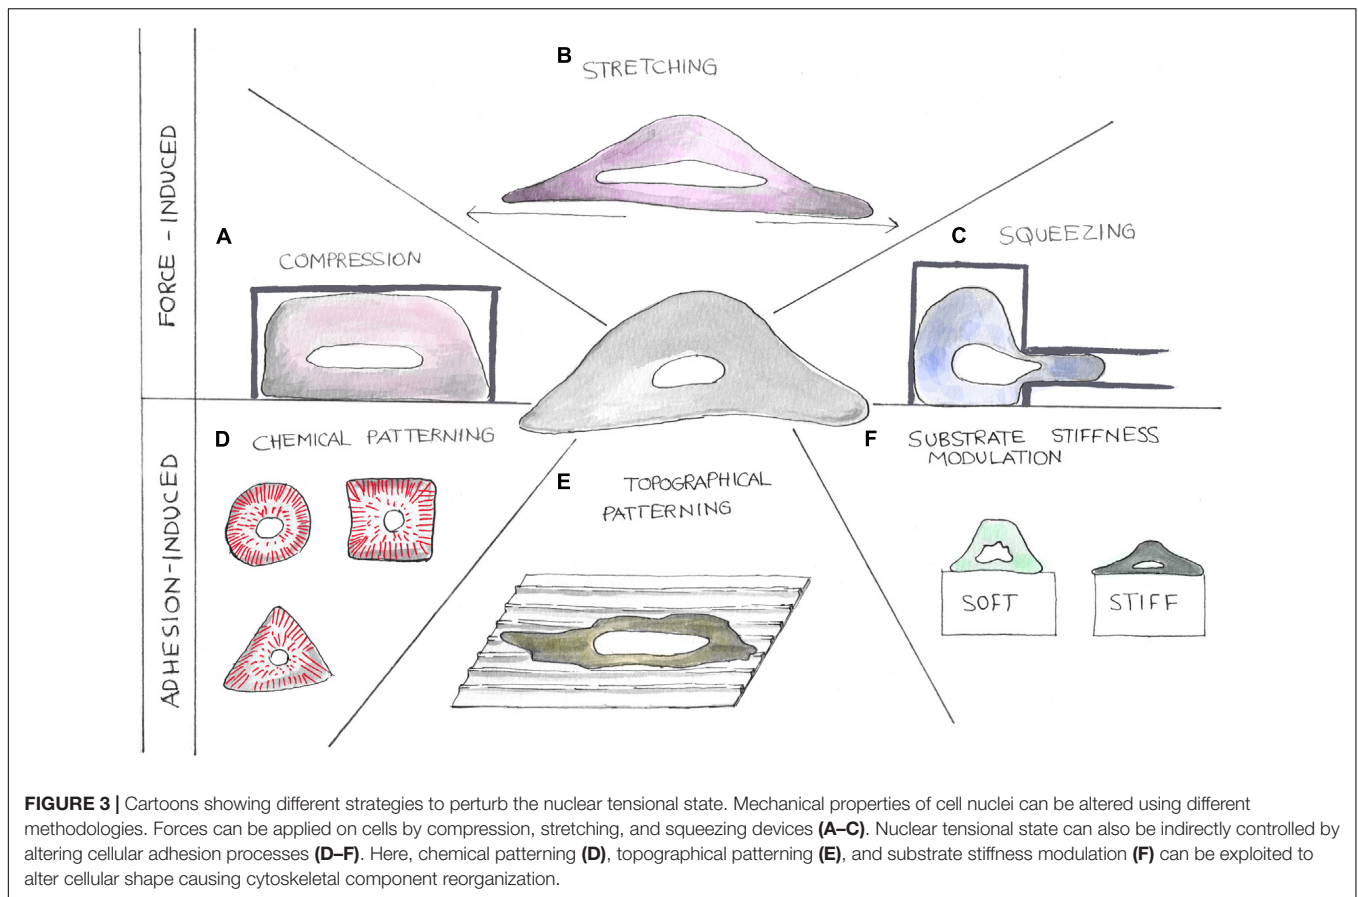 FORCE-INDUCED
B
STRETCHING
A
COMPRESSION
C
SQUEEZING
ADHESION-INDUCED
D
CHEMICAL PATTERNING
E
TOPOGRAPHICAL
PATTERNING
F
SUBSTRATE STIFFNESS
MODULATION
SOFT
STIFF
FIGURE 3 | Cartoons showing different strategies to perturb the nuclear tensional state. Mechanical properties of cell nuclei can be altered using different
methodologies. Forces can be applied on cells by compression, stretching, and squeezing devices (A–C). Nuclear tensional state can also be indirectly controlled by
altering cellular adhesion processes (D–F). Here, chemical patterning (D), topographical patterning (E), and substrate stiffness modulation (F) can be exploited to
alter cellular shape causing cytoskeletal component reorganization.